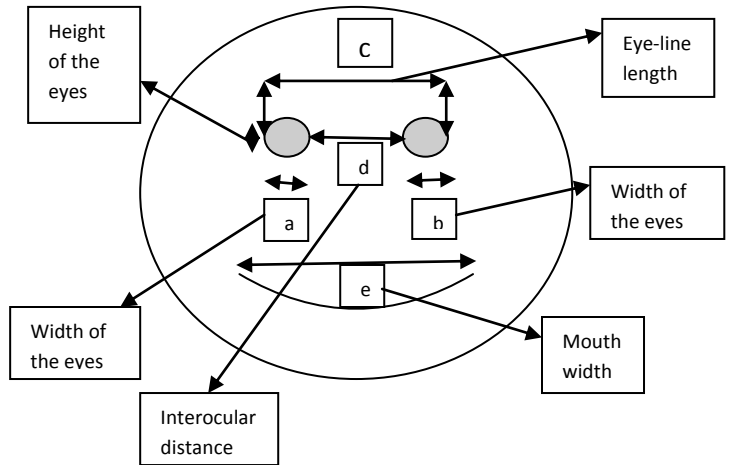 Height
of the
eyes
C
Eye-line
length
d
a
b
Width of
the eyes
e
Width of
the eyes
Mouth
width
Interocular
distance